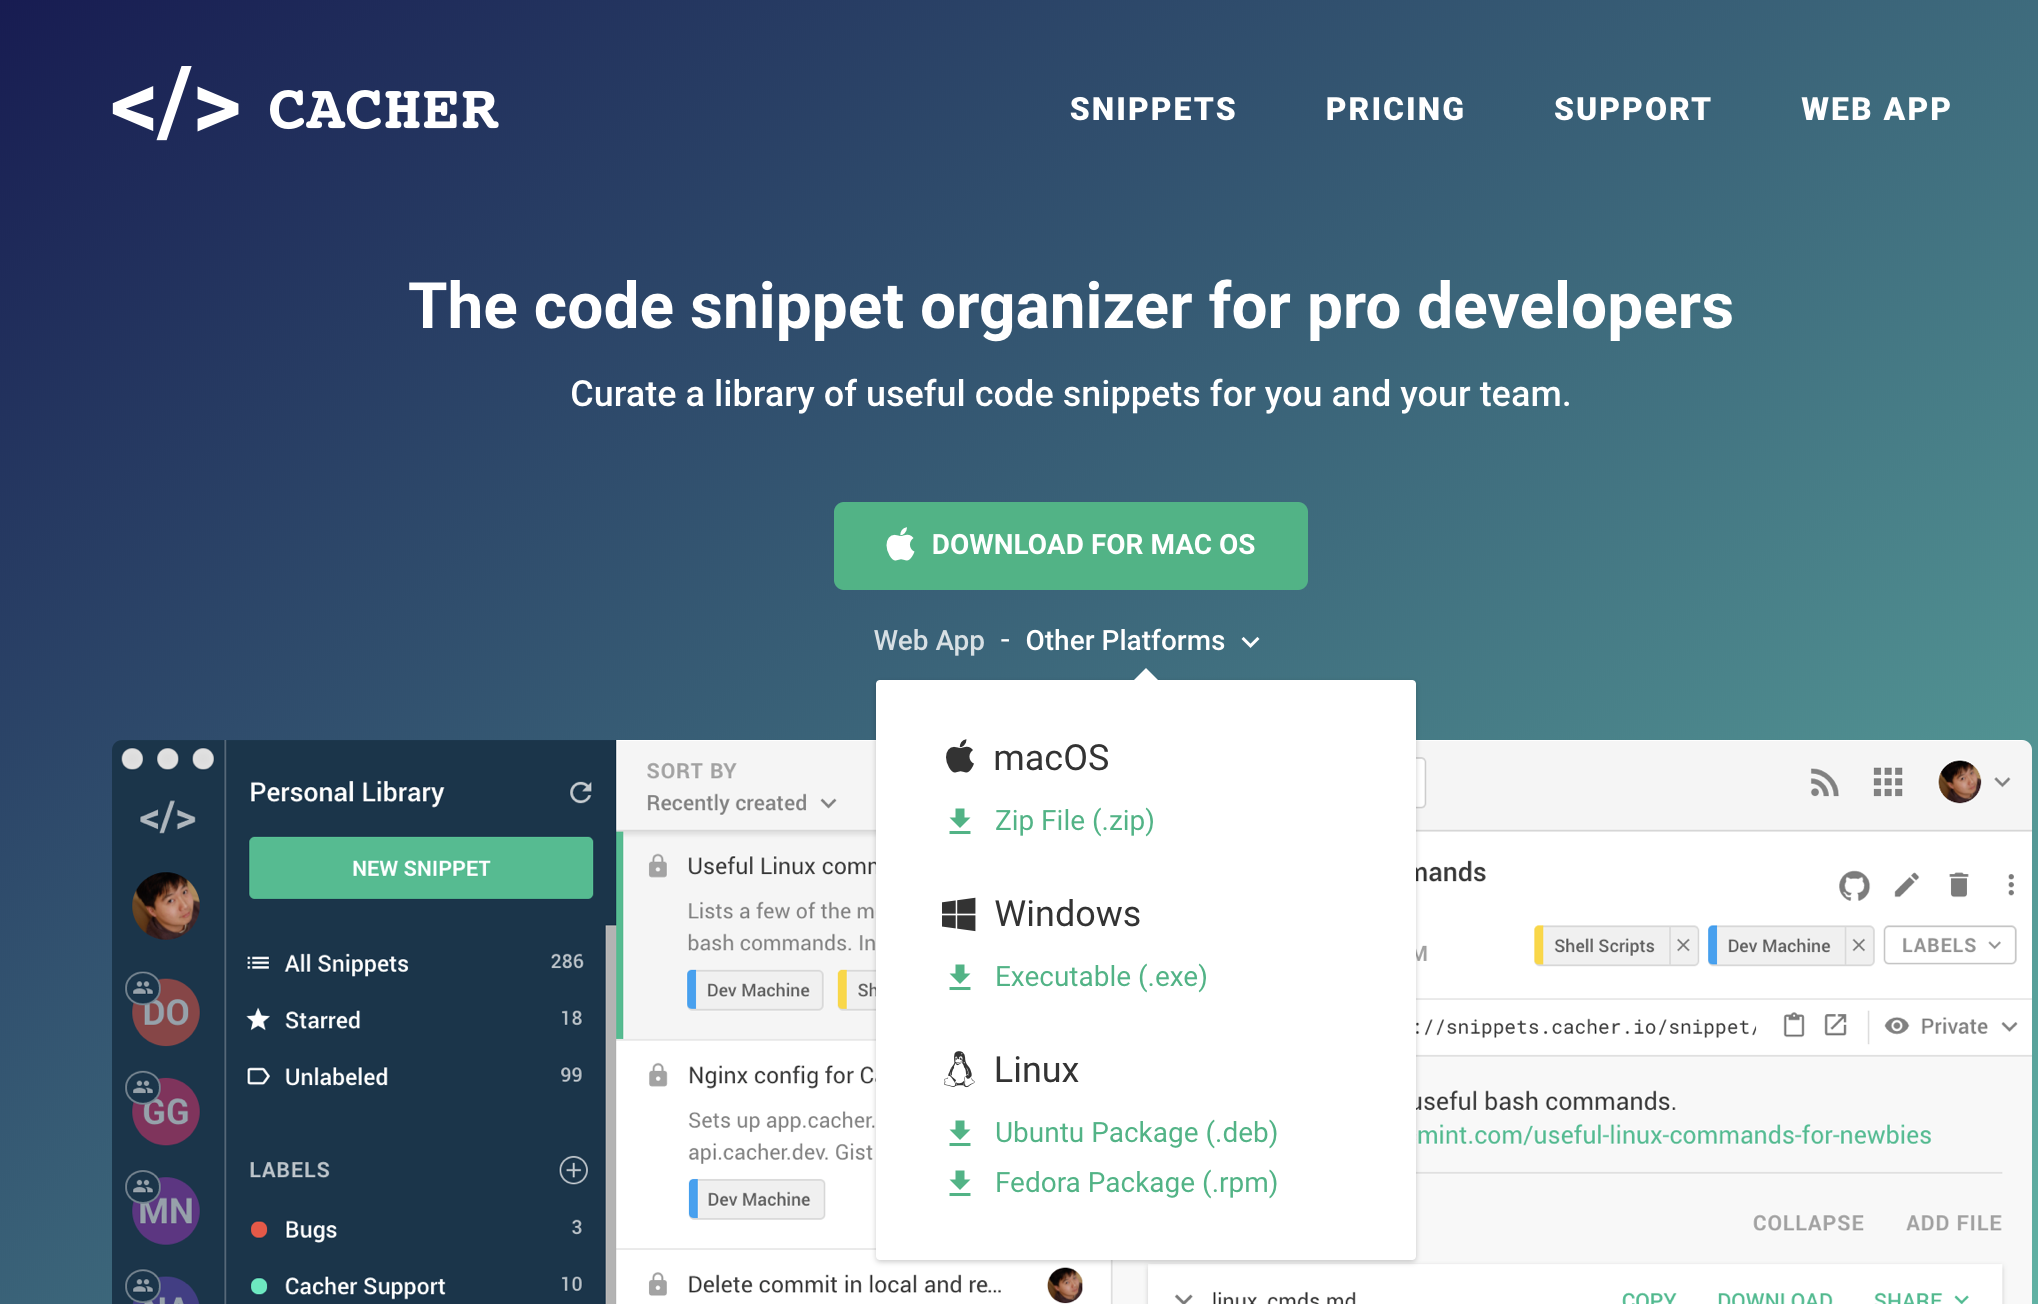 </> CACHER
SNIPPETS PRICING SUPPORT WEB APP
The code snippet organizer for pro developers
Curate a library of useful code snippets for you and your team.
DOWNLOAD FOR MAC OS
Web App - Other Platforms
macOS
Zip File (.zip)
Windows
Executable (.exe)
Linux
Ubuntu Package (.deb)
Fedora Package (.rpm)
</>
DO
GG
MN
Personal Library
NEW SNIPPET
All Snippets 286
Starred 18
Unlabeled 99
LABELS
Bugs 3
Cacher Support 10
SORT BY
Recently created
Useful Linux comm
Lists a few of the m
bash commands. In
Dev Machine Sh
Nginx config for C
Sets up app.cacher.
api.cacher.dev. Gist
Dev Machine
Delete commit in local and re...
mands
M
Shell Scripts Dev Machine LABELS
://snippets.cacher.io/snippet/ Private
useful bash commands.
mint.com/useful-linux-commands-for-newbies
COLLAPSE ADD FILE
linux_cmds.md COPY DOWNLOAD SHARE